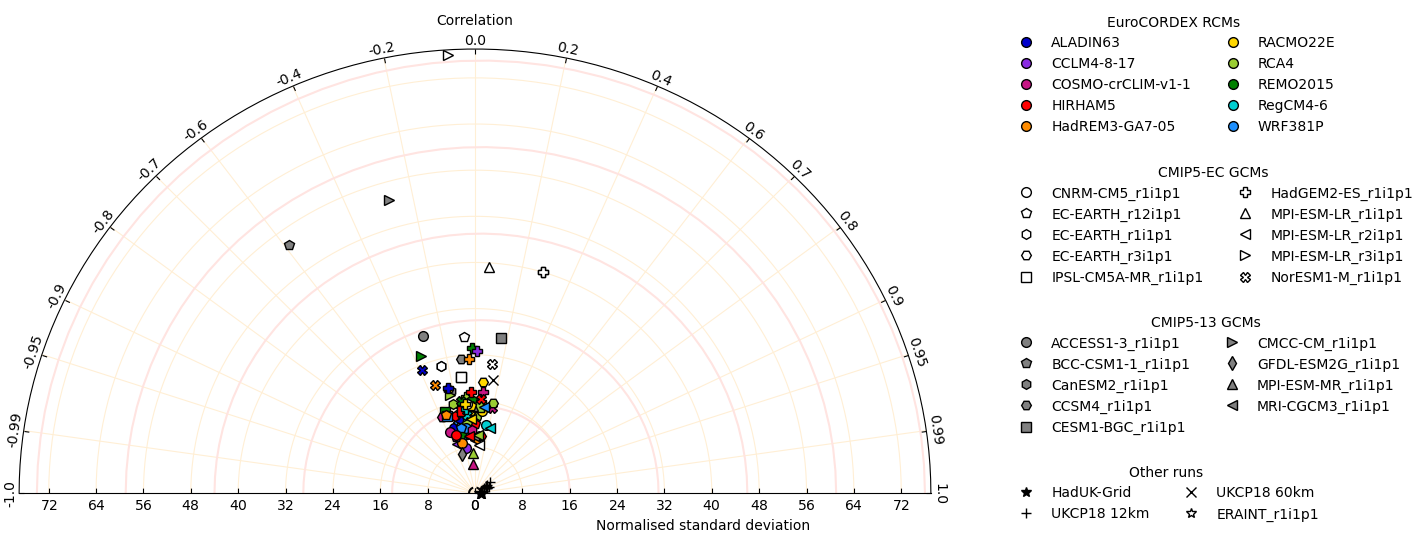 Correlation
-1.0
-0.99
-0.95
-0.9
-0.8
-0.7
-0.6
-0.4
-0.2
0.0
0.2
0.4
0.6
0.7
0.8
0.9
0.95
0.99
1.0
72 64 56 48 40 32 24 16 8 0 8 16 24 32 40 48 56 64 72
Normalised standard deviation
EuroCORDEX RCMs
ALADIN63 RACMO22E
CCLM4-8-17 RCA4
COSMO-crCLIM-v1-1 REMO2015
HIRHAM5 RegCM4-6
HadREM3-GA7-05 WRF381P
CMIP5-EC GCMs
CNRM-CM5_r1i1p1 HadGEM2-ES_r1i1p1
EC-EARTH_r12i1p1 MPI-ESM-LR_r1i1p1
EC-EARTH_r1i1p1 MPI-ESM-LR_r2i1p1
EC-EARTH_r3i1p1 MPI-ESM-LR_r3i1p1
IPSL-CM5A-MR_r1i1p1 NorESM1-M_r1i1p1
CMIP5-13 GCMs
ACCESS1-3_r1i1p1 CMCC-CM_r1i1p1
BCC-CSM1-1_r1i1p1 GFDL-ESM2G_r1i1p1
CanESM2_r1i1p1 MPI-ESM-MR_r1i1p1
CCSM4_r1i1p1 MRI-CGCM3_r1i1p1
CESM1-BGC_r1i1p1
Other runs
HadUK-Grid UKCP18 60km
UKCP18 12km ERAINT_r1i1p1